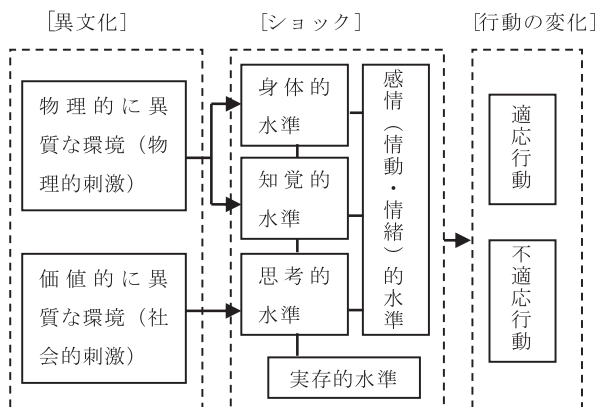 [異文化]
[ショック]
[行動の変化]
物理的に異
質な環境（物
理的刺激）
価値的に異
質な環境（社
会的刺激）
身体的
水準
知覚的
水準
思考的
水準
実存的水準
感情（情動・情緒）的水準
適応行動
不適応行動